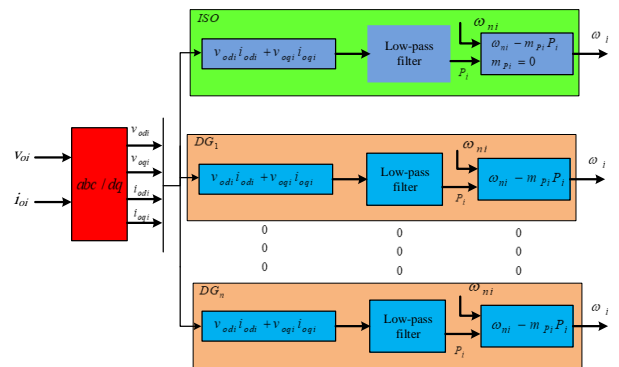 ISO
ω_ni
ω_i
v_odi i_odi + v_oqi i_oqi
Low-pass
filter
P_i
ω_ni − m_Pi P_i
m_Pi = 0
v_oi
i_oi
abc / dq
v_odi
v_oqi
i_odi
i_oqi
DG_1
ω_ni
ω_i
v_odi i_odi + v_oqi i_oqi
Low-pass
filter
P_i
ω_ni − m_Pi P_i
0 0 0
0 0 0
0 0 0
DG_n
ω_ni
ω_i
v_odi i_odi + v_oqi i_oqi
Low-pass
filter
P_i
ω_ni − m_Pi P_i